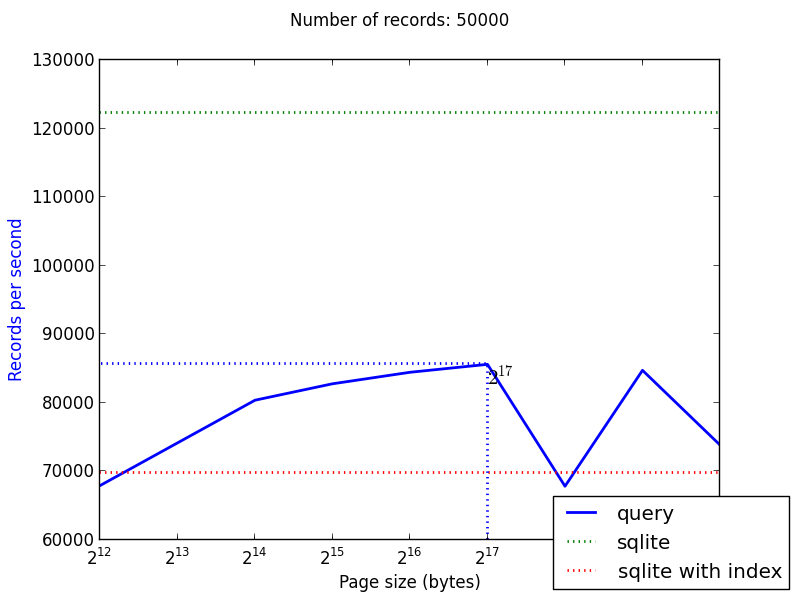 Number of records: 50000
130000
120000
110000
100000
90000
80000
70000
60000
Records per second
2^17
2^12 2^13 2^14 2^15 2^16 2^17
Page size (bytes)
query
sqlite
sqlite with index